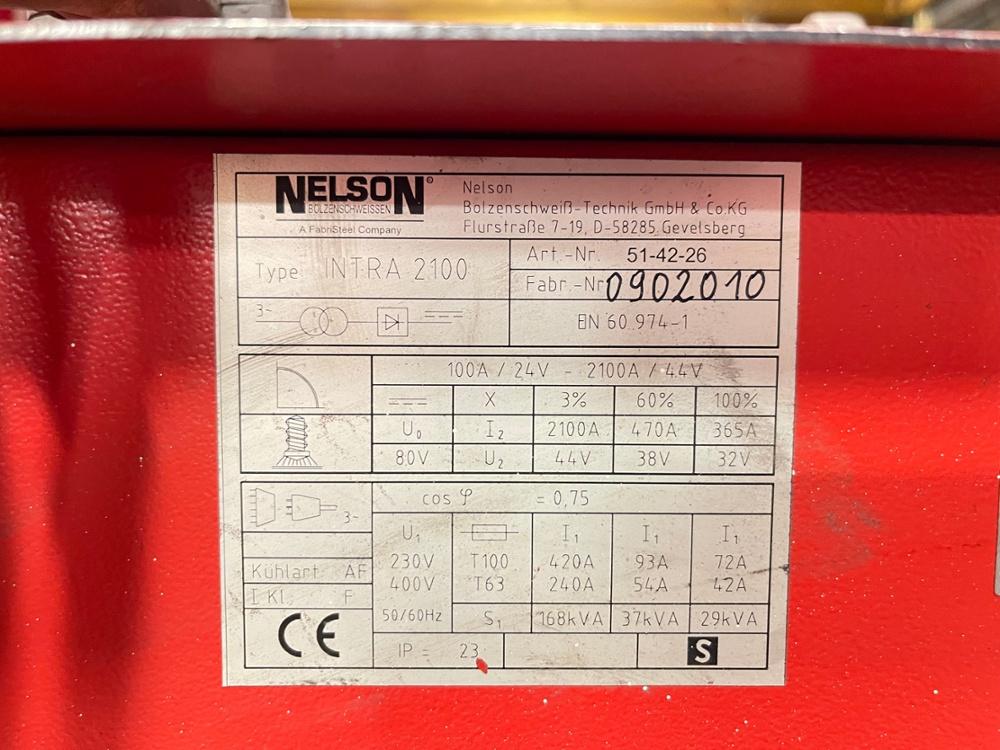 NELSON®
BOLZENSCHWEISSEN
A FabriSteel Company
Nelson
Bolzenschweiß-Technik GmbH & Co.KG
Flurstraße 7-19, D-58285 Gevelsberg
Type INTRA 2100
Art.-Nr. 51-42-26
Fabr.-Nr 0902010
3~
EN 60 974-1
100A / 24V - 2100A / 44V
X 3% 60% 100%
U₀ I₂ 2100A 470A 365A
80V U₂ 44V 38V 32V
3~
cos φ = 0,75
U₁ I₁ I₁ I₁
230V T100 420A 93A 72A
400V T63 240A 54A 42A
50/60Hz S₁ 168kVA 37kVA 29kVA
Kühlart AF
I Kl. F
CE
IP = 23
S